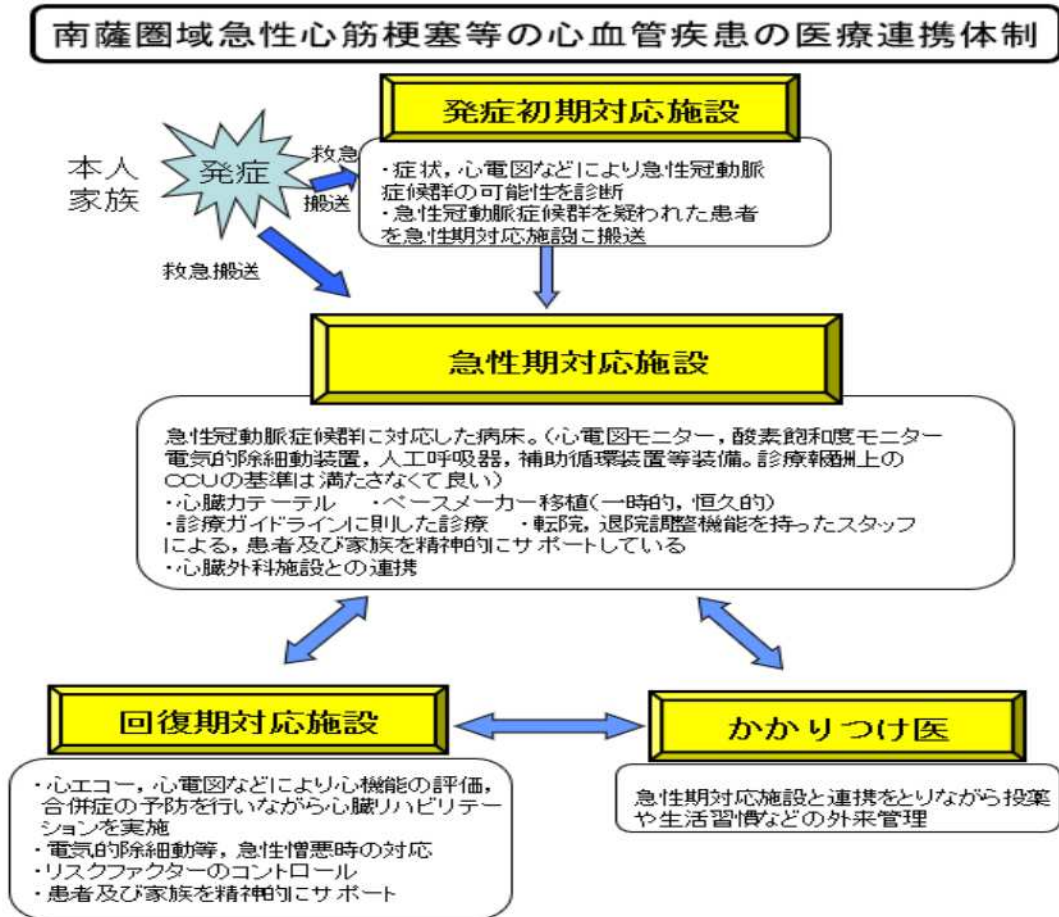 南薩圏域急性心筋梗塞等の心血管疾患の医療連携体制
発症初期対応施設
本人
家族
発症
救急
搬送
・症状，心電図などにより急性冠動脈
症候群の可能性を診断
・急性冠動脈症候群を疑われた患者
を急性期対応施設に搬送
救急搬送
急性期対応施設
急性冠動脈症候群に対応した病床。（心電図モニター，酸素飽和度モニター
電気的除細動装置，人工呼吸器，補助循環装置等装備。診療報酬上の
CCUの基準は満たさなくて良い）
・心臓カテーテル　・ペースメーカー移植（一時的，恒久的）
・診療ガイドラインに則した診療　・転院，退院調整機能を持ったスタッフ
による，患者及び家族を精神的にサポートしている
・心臓外科施設との連携
回復期対応施設
・心エコー，心電図などにより心機能の評価，
合併症の予防を行いながら心臓リハビリテー
ションを実施
・電気的除細動等，急性憎悪時の対応
・リスクファクターのコントロール
・患者及び家族を精神的にサポート
かかりつけ医
急性期対応施設と連携をとりながら投薬
や生活習慣などの外来管理